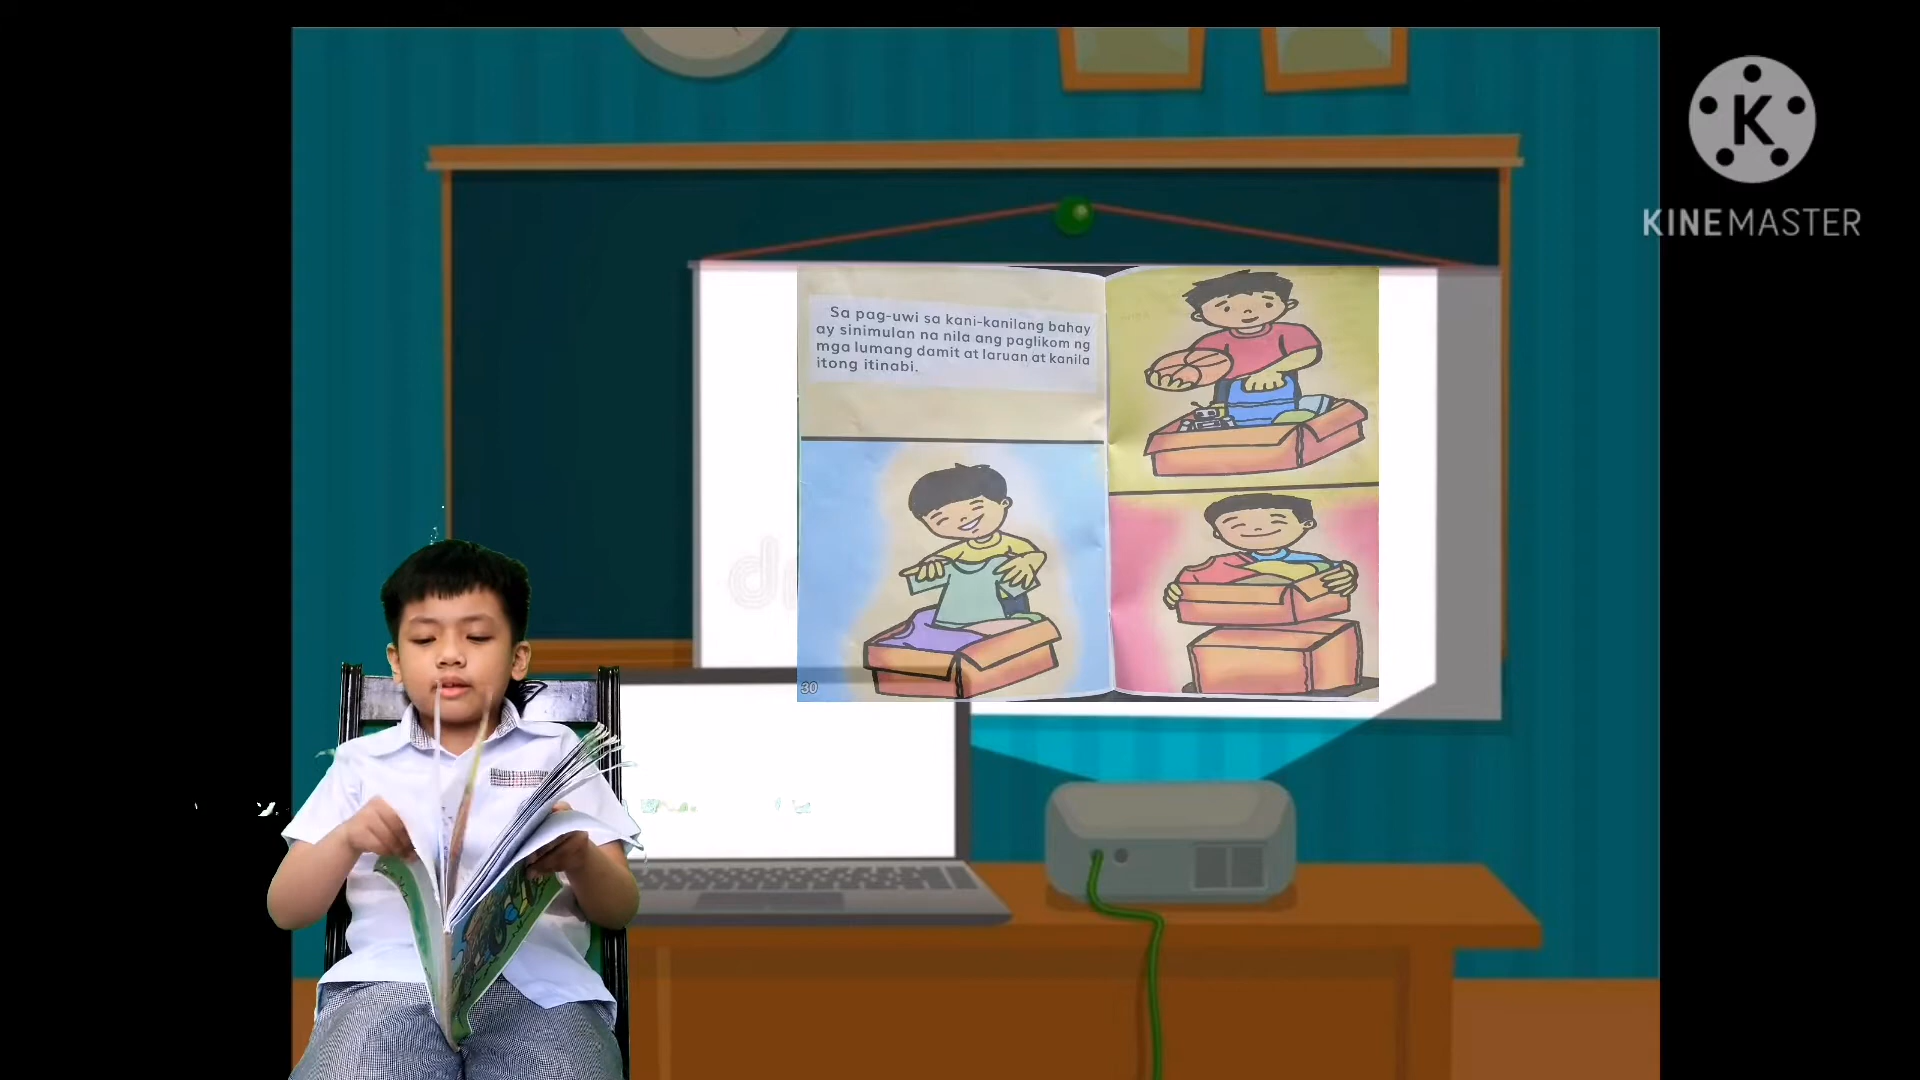 KINEMASTER
Sa pag-uwi sa kani-kanilang bahay
ay sinimulan na nila ang paglikom ng
mga lumang damit at laruan at kanila
itong itinabi.
30